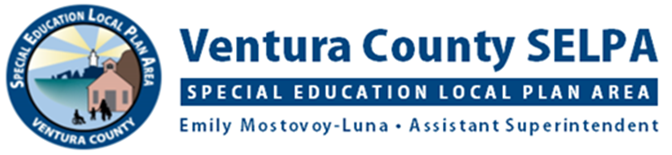 SPECIAL EDUCATION LOCAL PLAN AREA
VENTURA COUNTY
Ventura County SELPA
SPECIAL EDUCATION LOCAL PLAN AREA
Emily Mostovoy-Luna • Assistant Superintendent